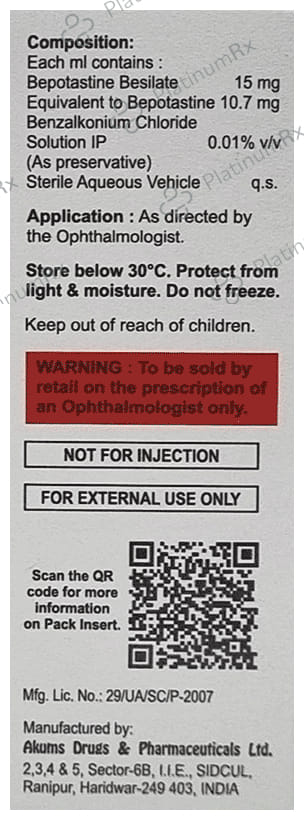 Composition:
Each ml contains :
Bepotastine Besilate 15 mg
Equivalent to Bepotastine 10.7 mg
Benzalkonium Chloride
Solution IP 0.01% v/v
(As preservative)
Sterile Aqueous Vehicle q.s.
Application : As directed by
the Ophthalmologist.
Store below 30°C. Protect from
light & moisture. Do not freeze.
Keep out of reach of children.
WARNING : To be sold by
retail on the prescription of
an Ophthalmologist only.
NOT FOR INJECTION
FOR EXTERNAL USE ONLY
Scan the QR
code for more
information
on Pack Insert.
Mfg. Lic. No.: 29/UA/SC/P-2007
Manufactured by:
Akums Drugs & Pharmaceuticals Ltd.
2,3,4 & 5, Sector-6B, I.I.E., SIDCUL,
Ranipur, Haridwar-249 403, INDIA
PlatinumRx
PlatinumRx